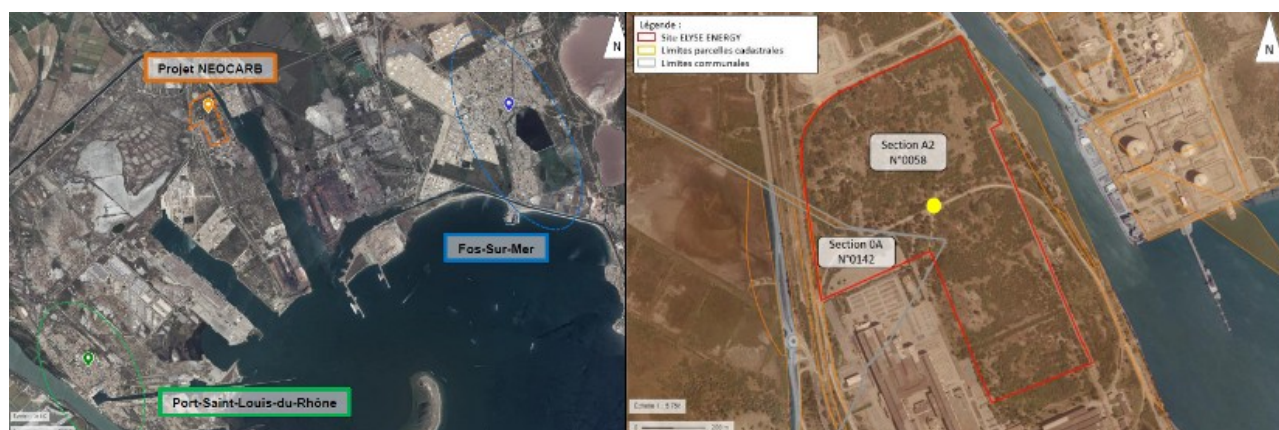 Projet NEOCARB
N
Fos-Sur-Mer
Port-Saint-Louis-du-Rhône
Légende :
Site ELYSE ENERGY
Limites parcelles cadastrales
Limites communales
N
Section A2
N°0058
Section 0A
N°0142